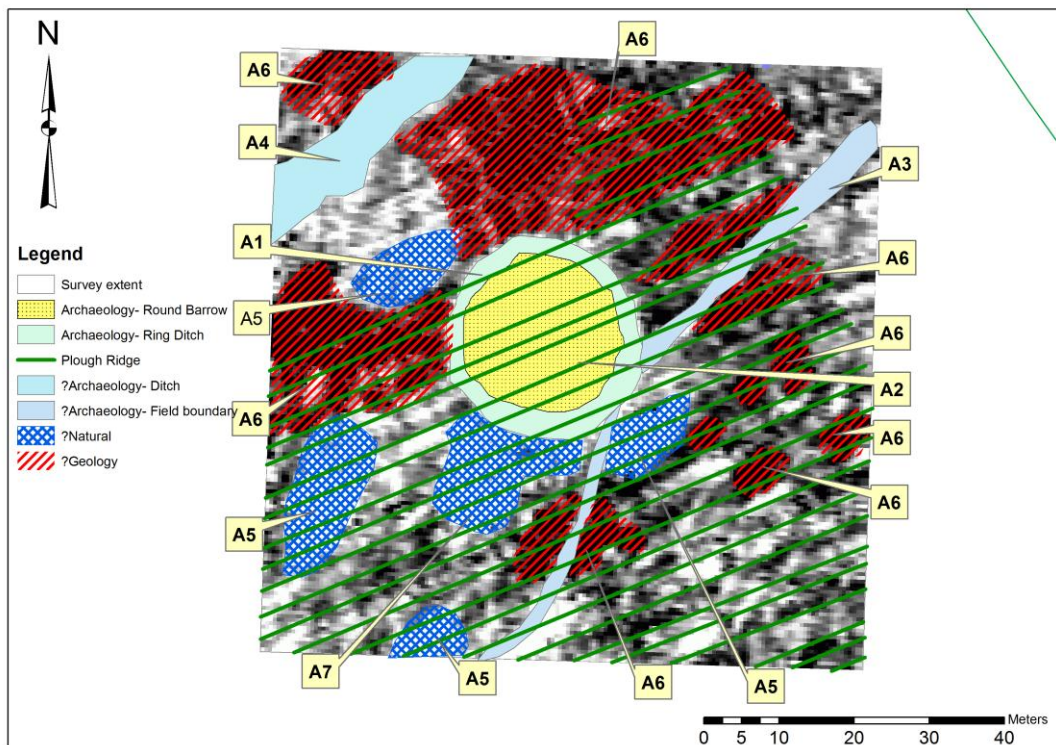 N
A6
A6
A4
A3
A1
A6
A5
A6
A2
A6
A6
A6
A5
A7
A5
A6
A5
Legend
Survey extent
Archaeology- Round Barrow
Archaeology- Ring Ditch
Plough Ridge
?Archaeology- Ditch
?Archaeology- Field boundary
?Natural
?Geology
Meters
0 5 10 20 30 40